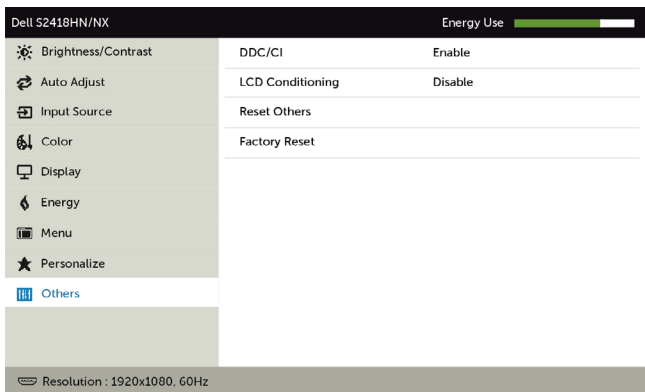 Dell S2418HN/NX
Energy Use
Brightness/Contrast
Auto Adjust
Input Source
Color
Display
Energy
Menu
Personalize
Others
DDC/CI Enable
LCD Conditioning Disable
Reset Others
Factory Reset
Resolution : 1920x1080, 60Hz